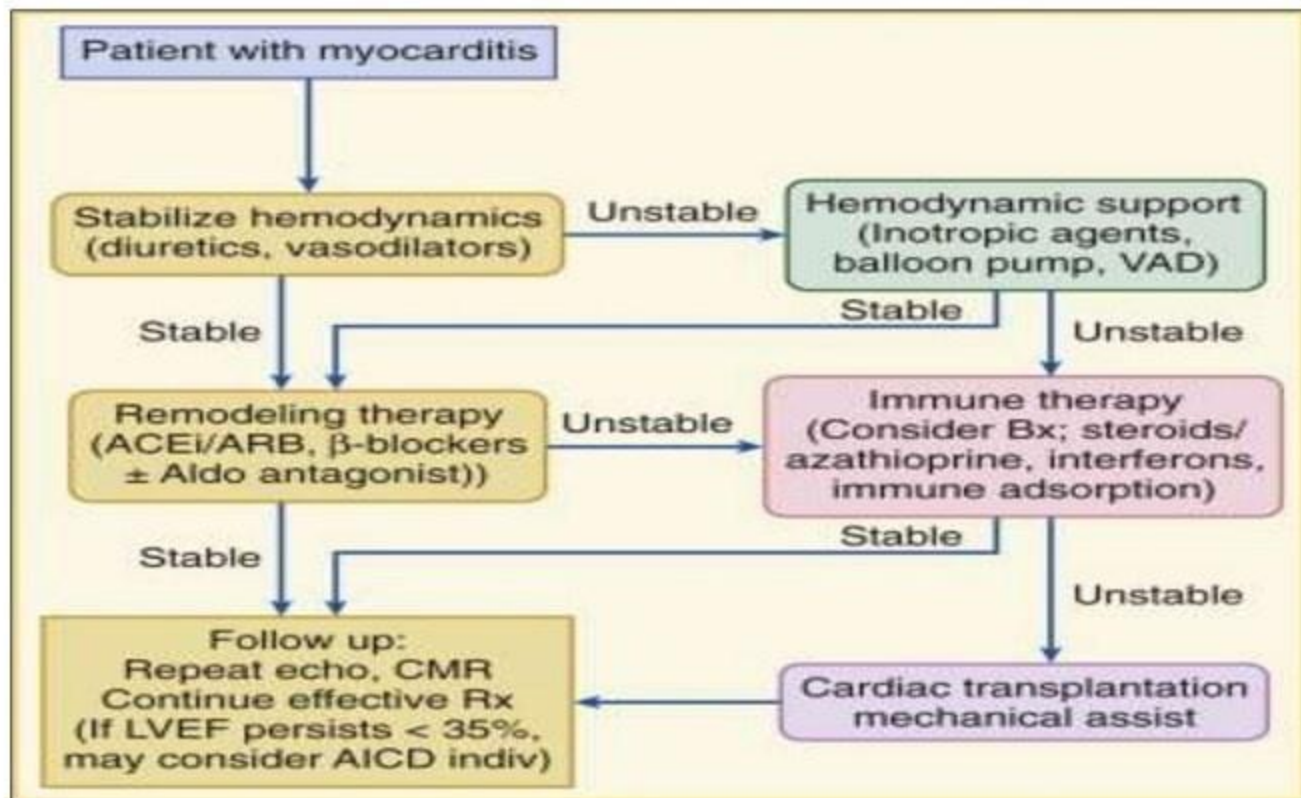 Patient with myocarditis
Stabilize hemodynamics
(diuretics, vasodilators)
Unstable
Hemodynamic support
(Inotropic agents,
balloon pump, VAD)
Stable
Stable
Unstable
Remodeling therapy
(ACEi/ARB, β-blockers
± Aldo antagonist))
Unstable
Immune therapy
(Consider Bx; steroids/
azathioprine, interferons,
immune adsorption)
Stable
Stable
Unstable
Follow up:
Repeat echo, CMR
Continue effective Rx
(If LVEF persists < 35%,
may consider AICD indiv)
Cardiac transplantation
mechanical assist